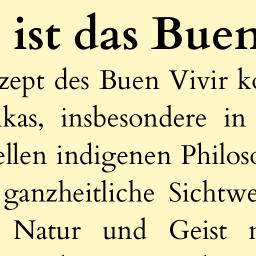 ist das Buen
zept des Buen Vivir ko
kas, insbesondere in
ellen indigenen Philoso
ganzheitliche Sichtwe
Natur und Geist